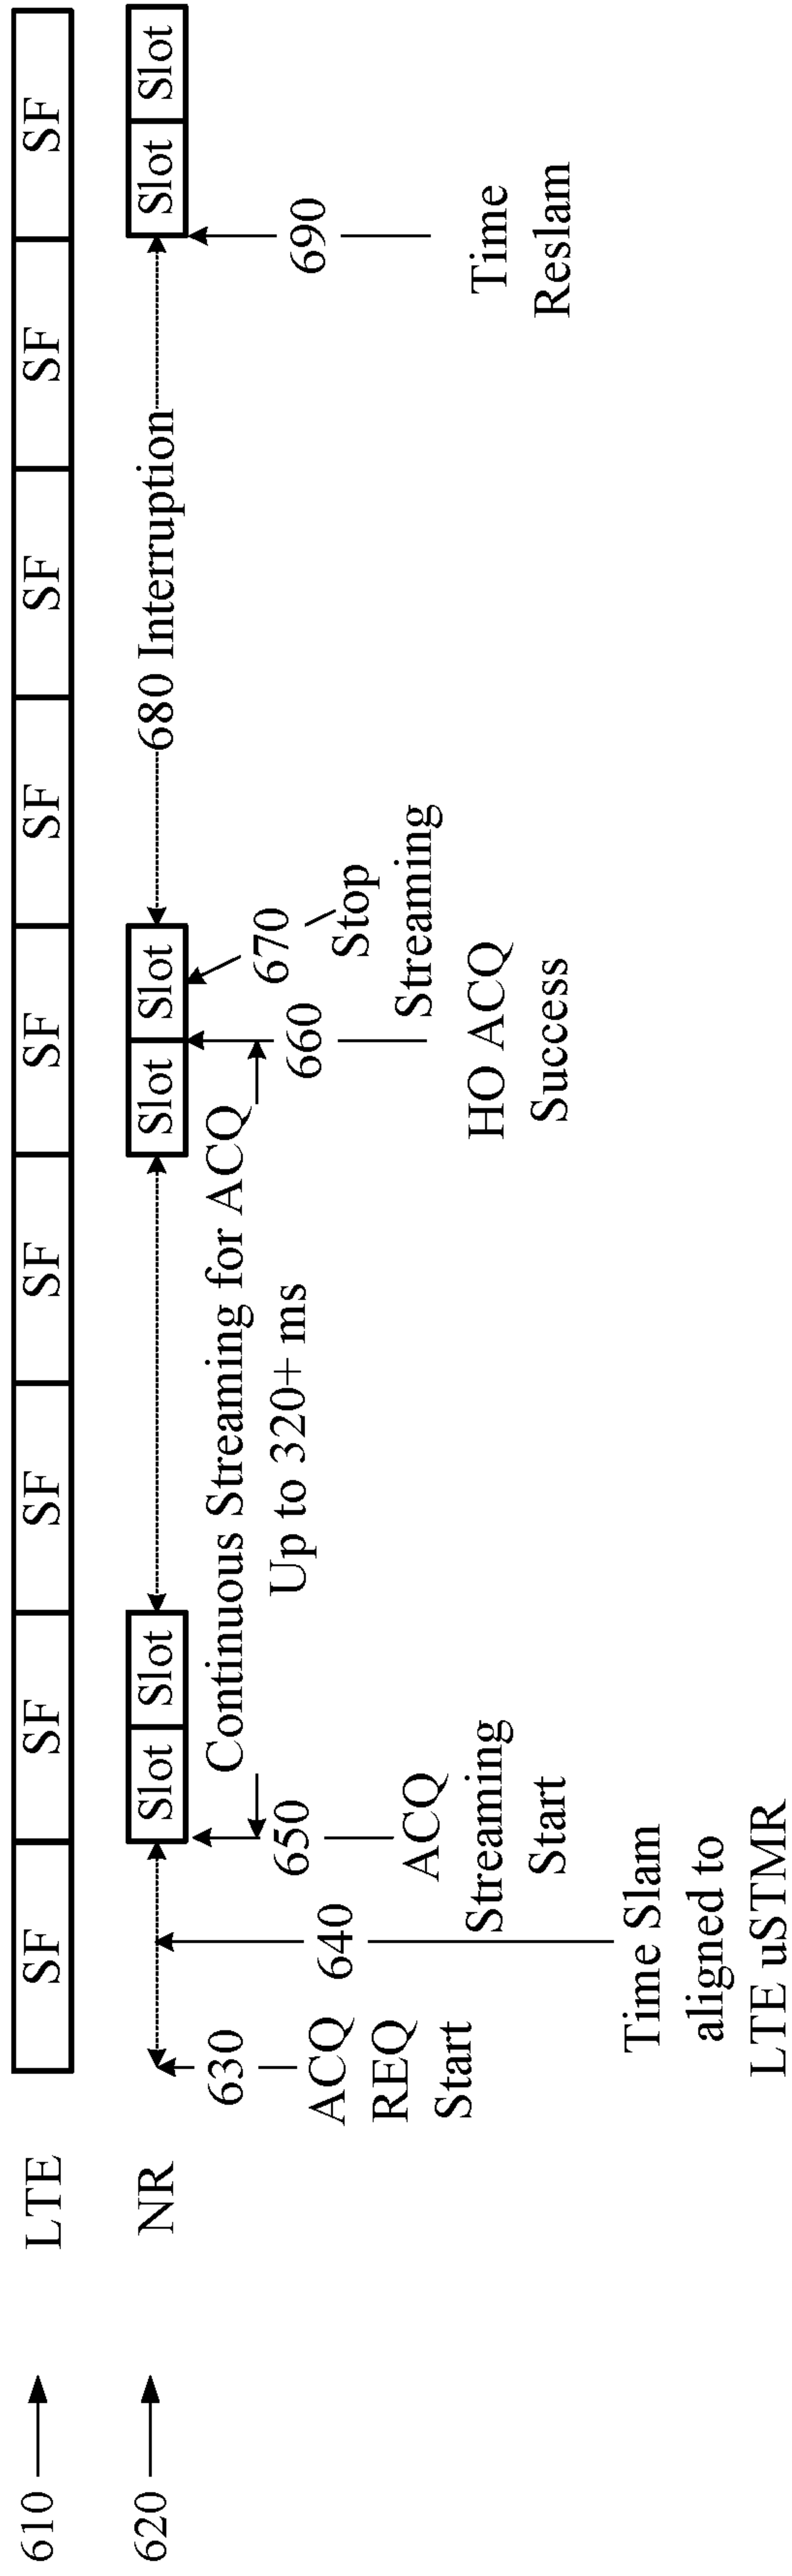 610
LTE
SF SF SF SF SF SF SF SF SF
620
NR
Slot Slot
Slot Slot
680 Interruption
Slot Slot
Continuous Streaming for ACQ
Up to 320+ ms
630
ACQ
REQ
Start
640
Time Slam
aligned to
LTE uSTMR
650
ACQ
Streaming
Start
660
HO ACQ
Success
670
Stop
Streaming
690
Time
Reslam